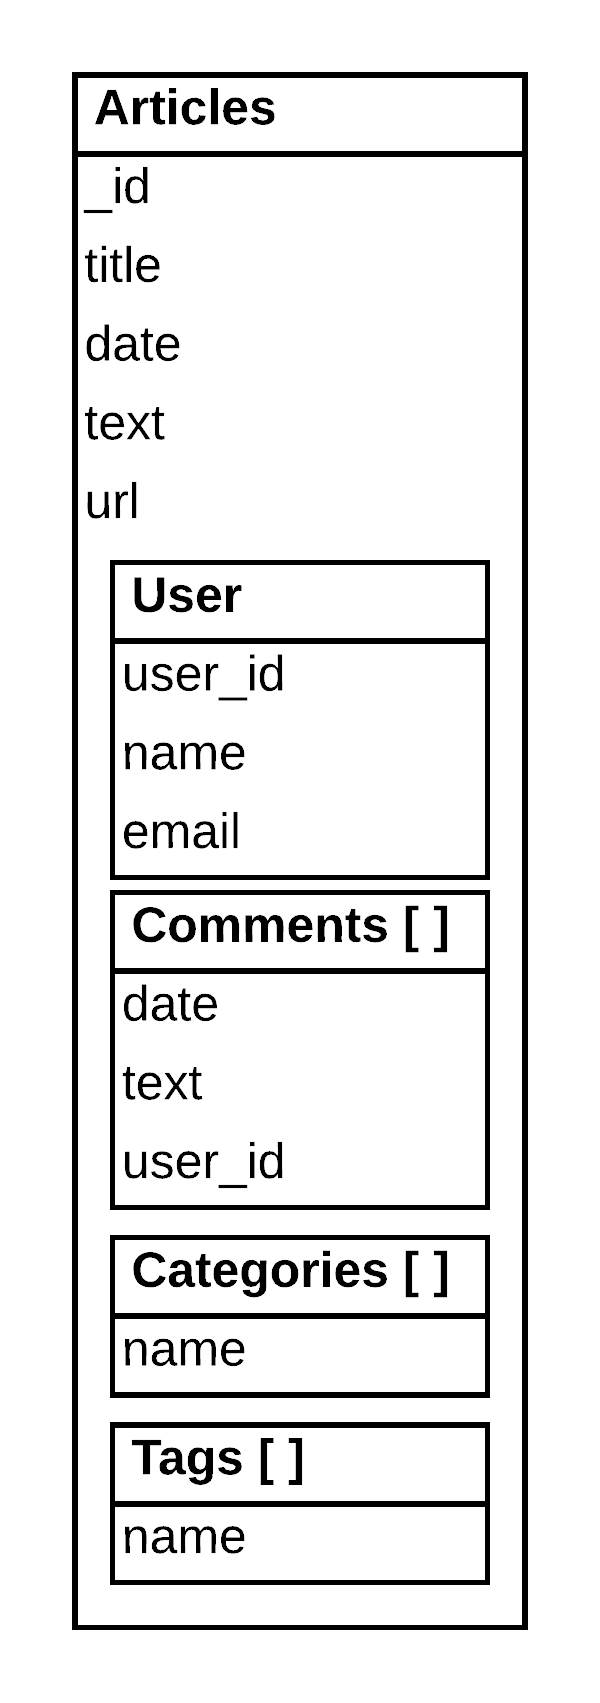 Articles
_id
title
date
text
url
User
user_id
name
email
Comments [ ]
date
text
user_id
Categories [ ]
name
Tags [ ]
name